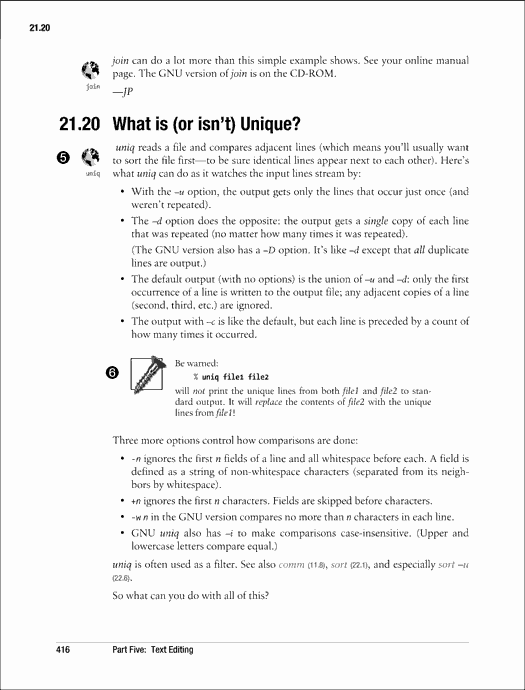 21.20
join can do a lot more than this simple example shows. See your online manual
page. The GNU version of join is on the CD-ROM.
join
—JP
21.20 What is (or isn't) Unique?
5
uniq
uniq reads a file and compares adjacent lines (which means you'll usually want
to sort the file first—to be sure identical lines appear next to each other). Here's
what uniq can do as it watches the input lines stream by:
• With the –u option, the output gets only the lines that occur just once (and
weren't repeated).
• The –d option does the opposite: the output gets a single copy of each line
that was repeated (no matter how many times it was repeated).
(The GNU version also has a –D option. It's like –d except that all duplicate
lines are output.)
• The default output (with no options) is the union of –u and –d: only the first
occurrence of a line is written to the output file; any adjacent copies of a line
(second, third, etc.) are ignored.
• The output with –c is like the default, but each line is preceded by a count of
how many times it occurred.
6
Be warned:
% uniq file1 file2
will not print the unique lines from both file1 and file2 to stan-
dard output. It will replace the contents of file2 with the unique
lines from file1!
Three more options control how comparisons are done:
• -n ignores the first n fields of a line and all whitespace before each. A field is
defined as a string of non-whitespace characters (separated from its neigh-
bors by whitespace).
• +n ignores the first n characters. Fields are skipped before characters.
• -w n in the GNU version compares no more than n characters in each line.
• GNU uniq also has –i to make comparisons case-insensitive. (Upper and
lowercase letters compare equal.)
uniq is often used as a filter. See also comm (11.8), sort (22.1), and especially sort –u
(22.6).
So what can you do with all of this?
416 Part Five: Text Editing